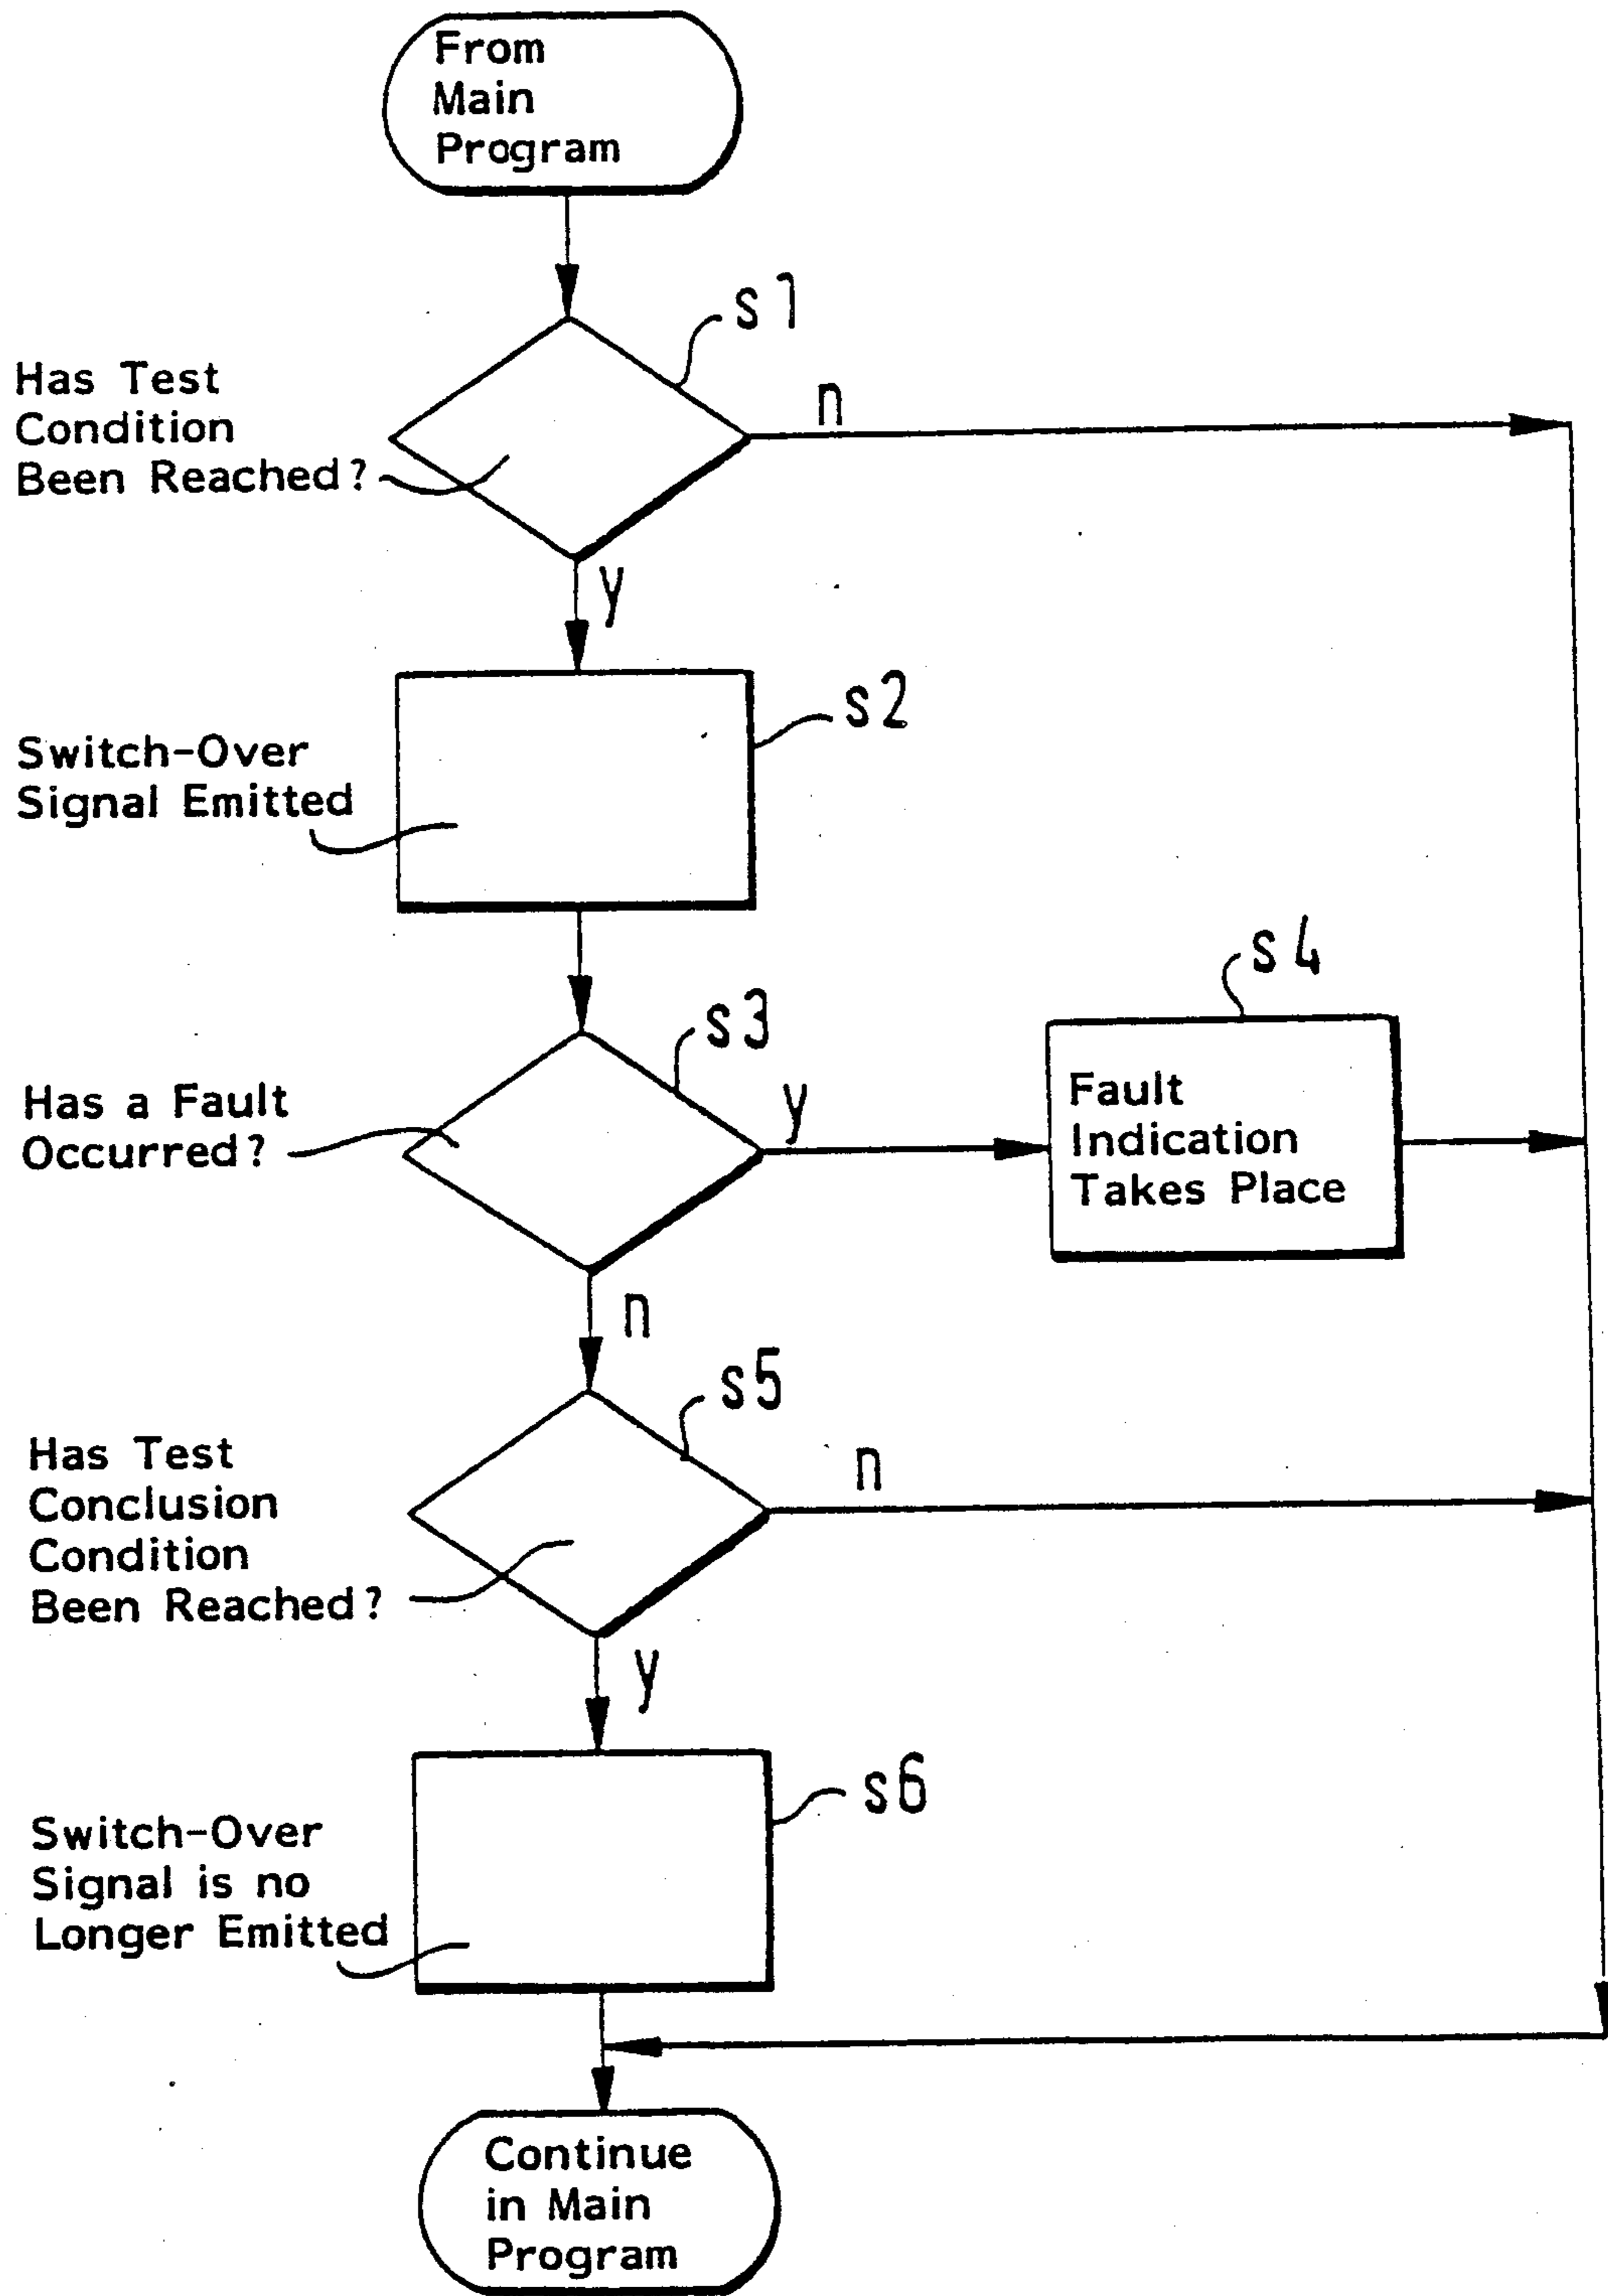 From
Main
Program
s1
Has Test
Condition
Been Reached?
n
y
s2
Switch-Over
Signal Emitted
s4
s3
Has a Fault
Occurred?
y
Fault
Indication
Takes Place
n
s5
Has Test
Conclusion
Condition
Been Reached?
n
y
s6
Switch-Over
Signal is no
Longer Emitted
Continue
in Main
Program